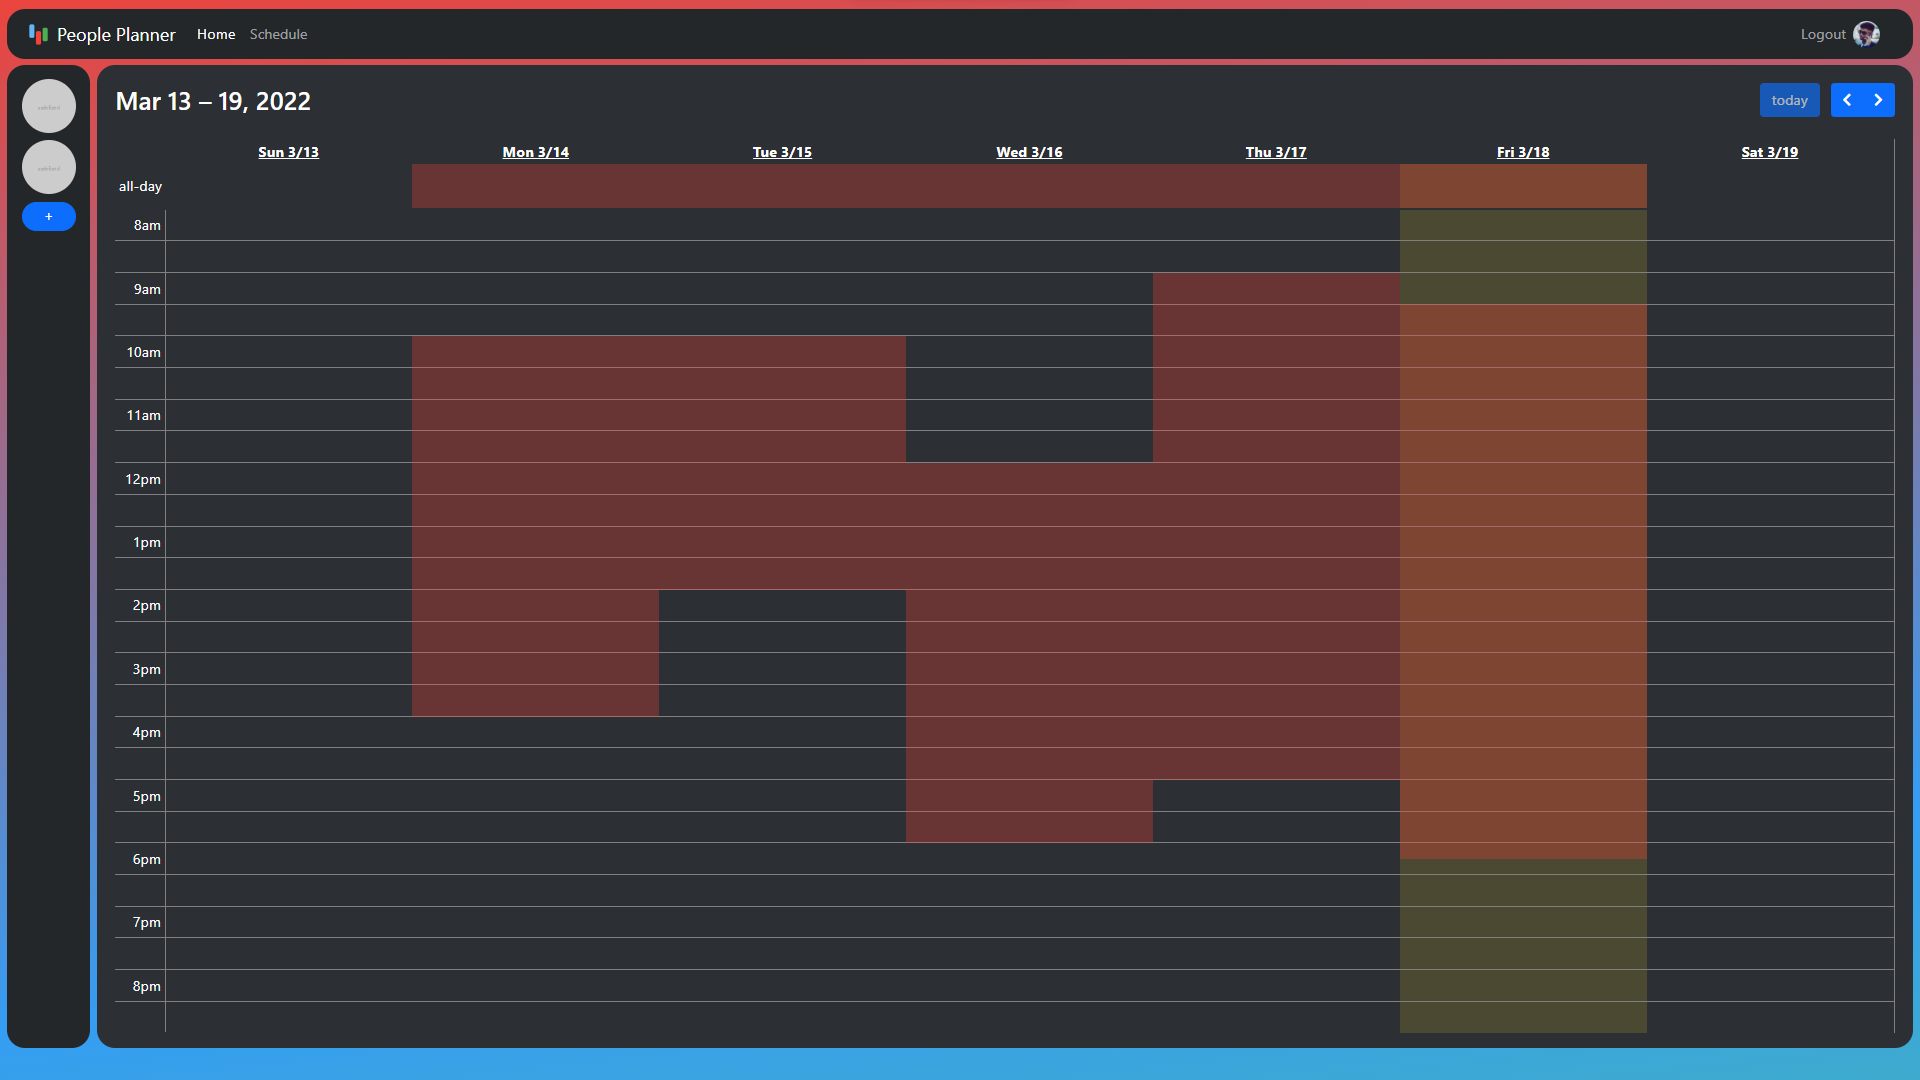 People Planner Home Schedule Logout
Mar 13 – 19, 2022 today
+
Sun 3/13 Mon 3/14 Tue 3/15 Wed 3/16 Thu 3/17 Fri 3/18 Sat 3/19
all-day
8am
9am
10am
11am
12pm
1pm
2pm
3pm
4pm
5pm
6pm
7pm
8pm